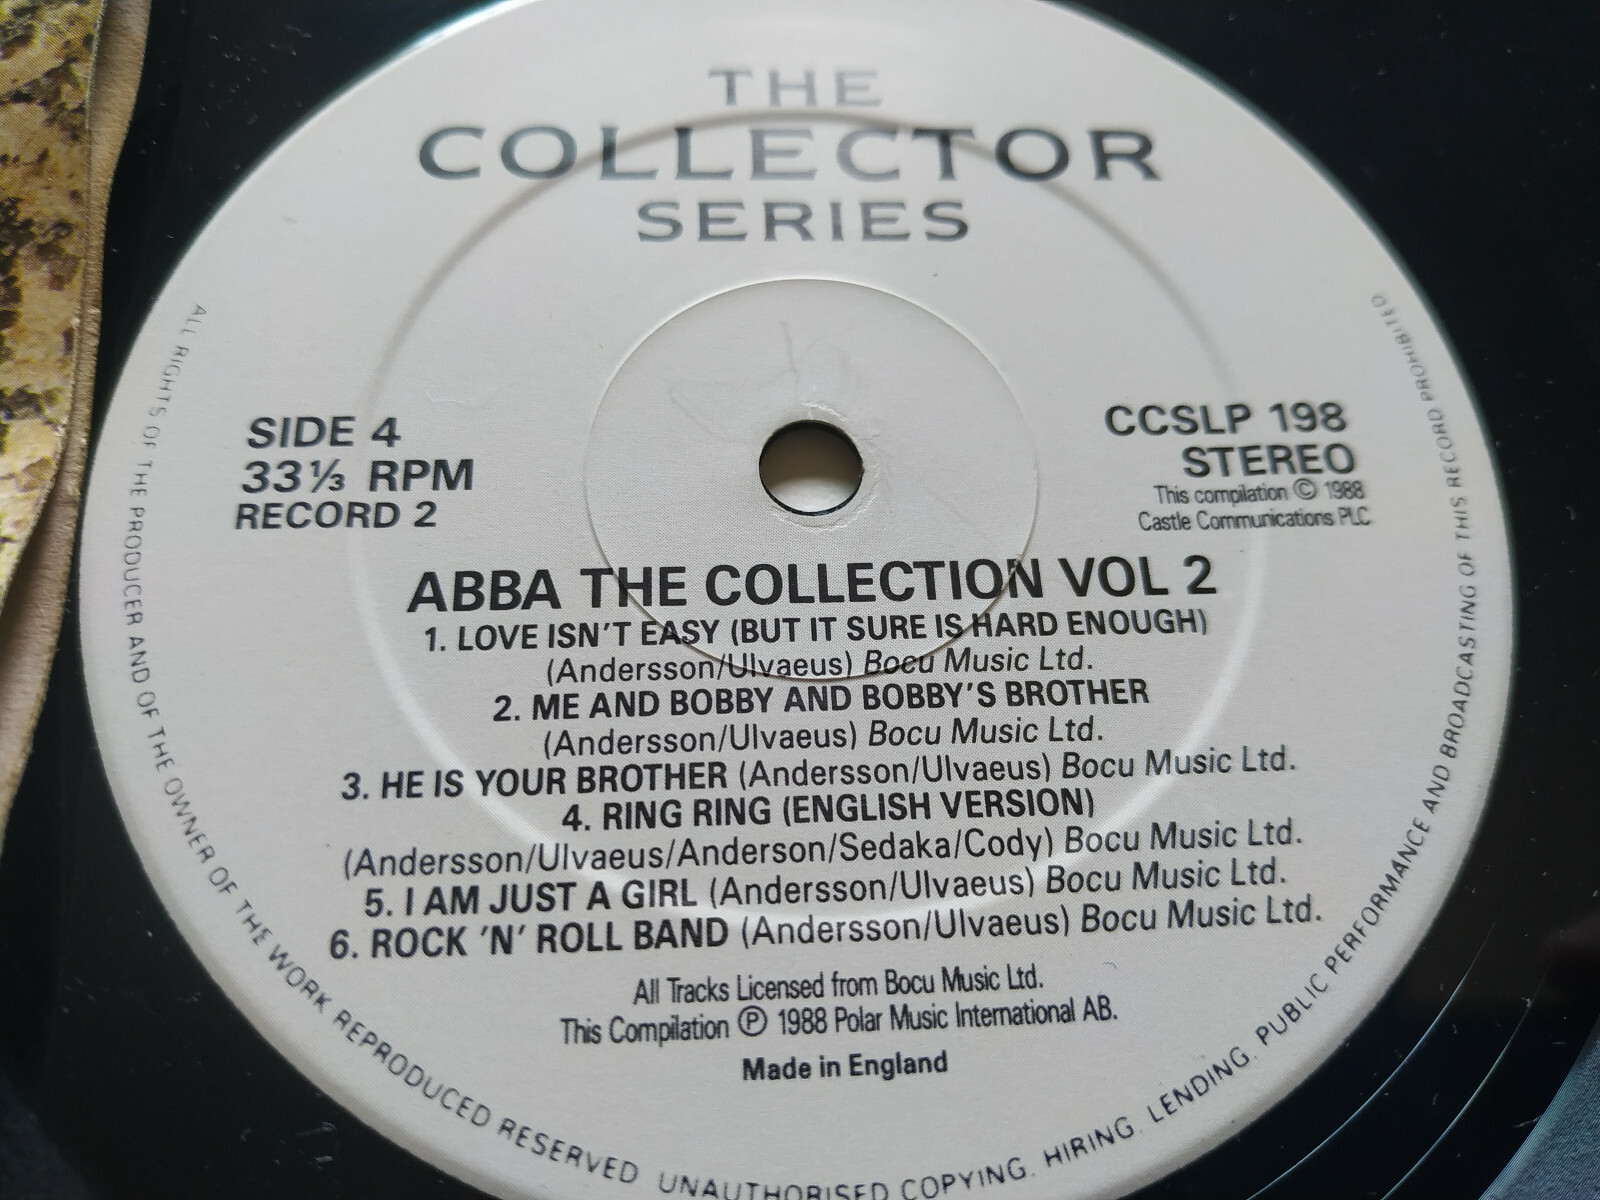 THE
COLLECTOR
SERIES
SIDE 4
33⅓ RPM
RECORD 2
CCSLP 198
STEREO
This compilation © 1988
Castle Communications PLC
ABBA THE COLLECTION VOL 2
1. LOVE ISN'T EASY (BUT IT SURE IS HARD ENOUGH)
(Andersson/Ulvaeus) Bocu Music Ltd.
2. ME AND BOBBY AND BOBBY'S BROTHER
(Andersson/Ulvaeus) Bocu Music Ltd.
3. HE IS YOUR BROTHER (Andersson/Ulvaeus) Bocu Music Ltd.
4. RING RING (ENGLISH VERSION)
(Andersson/Ulvaeus/Anderson/Sedaka/Cody) Bocu Music Ltd.
5. I AM JUST A GIRL (Andersson/Ulvaeus) Bocu Music Ltd.
6. ROCK 'N' ROLL BAND (Andersson/Ulvaeus) Bocu Music Ltd.
All Tracks Licensed from Bocu Music Ltd.
This Compilation ℗ 1988 Polar Music International AB.
Made in England
ALL RIGHTS OF THE PRODUCER AND OF THE OWNER OF THE WORK REPRODUCED RESERVED UNAUTHORISED COPYING. HIRING. LENDING. PUBLIC PERFORMANCE AND BROADCASTING OF THIS RECORD PROHIBITED